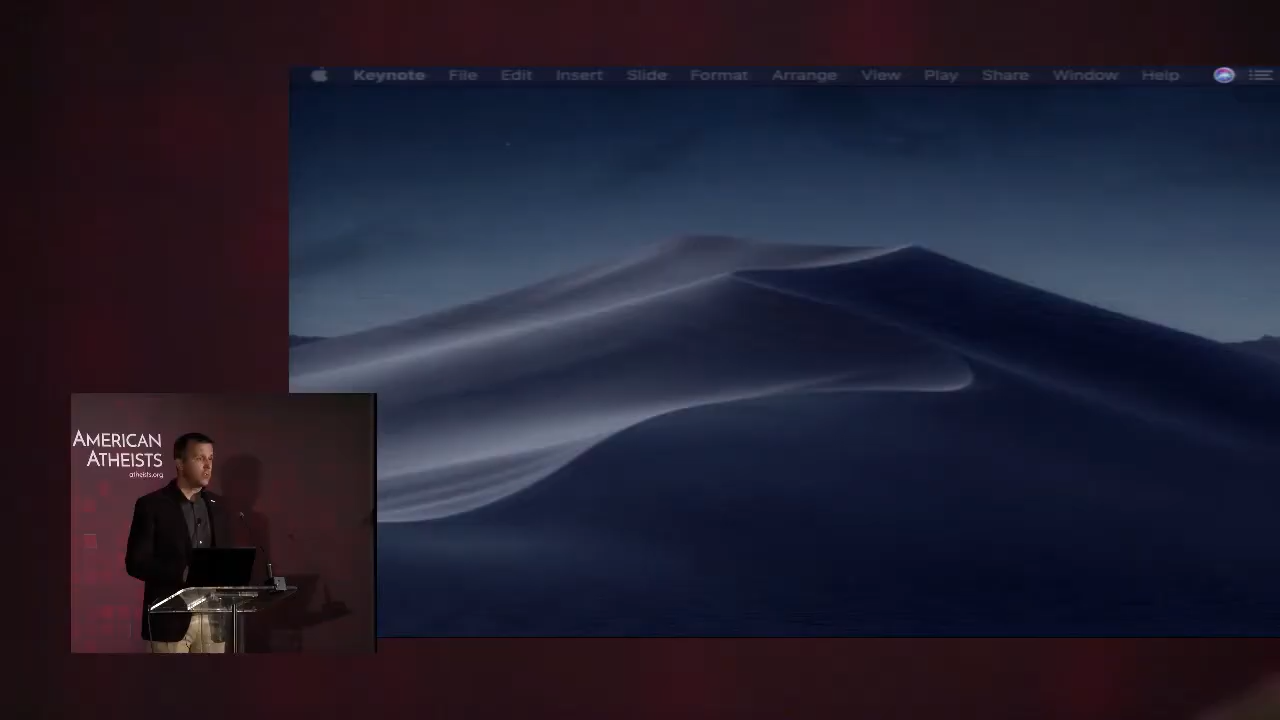 Keynote File Edit Insert Slide Format Arrange View Play Share Window Help
AMERICAN
ATHEISTS
atheists.org